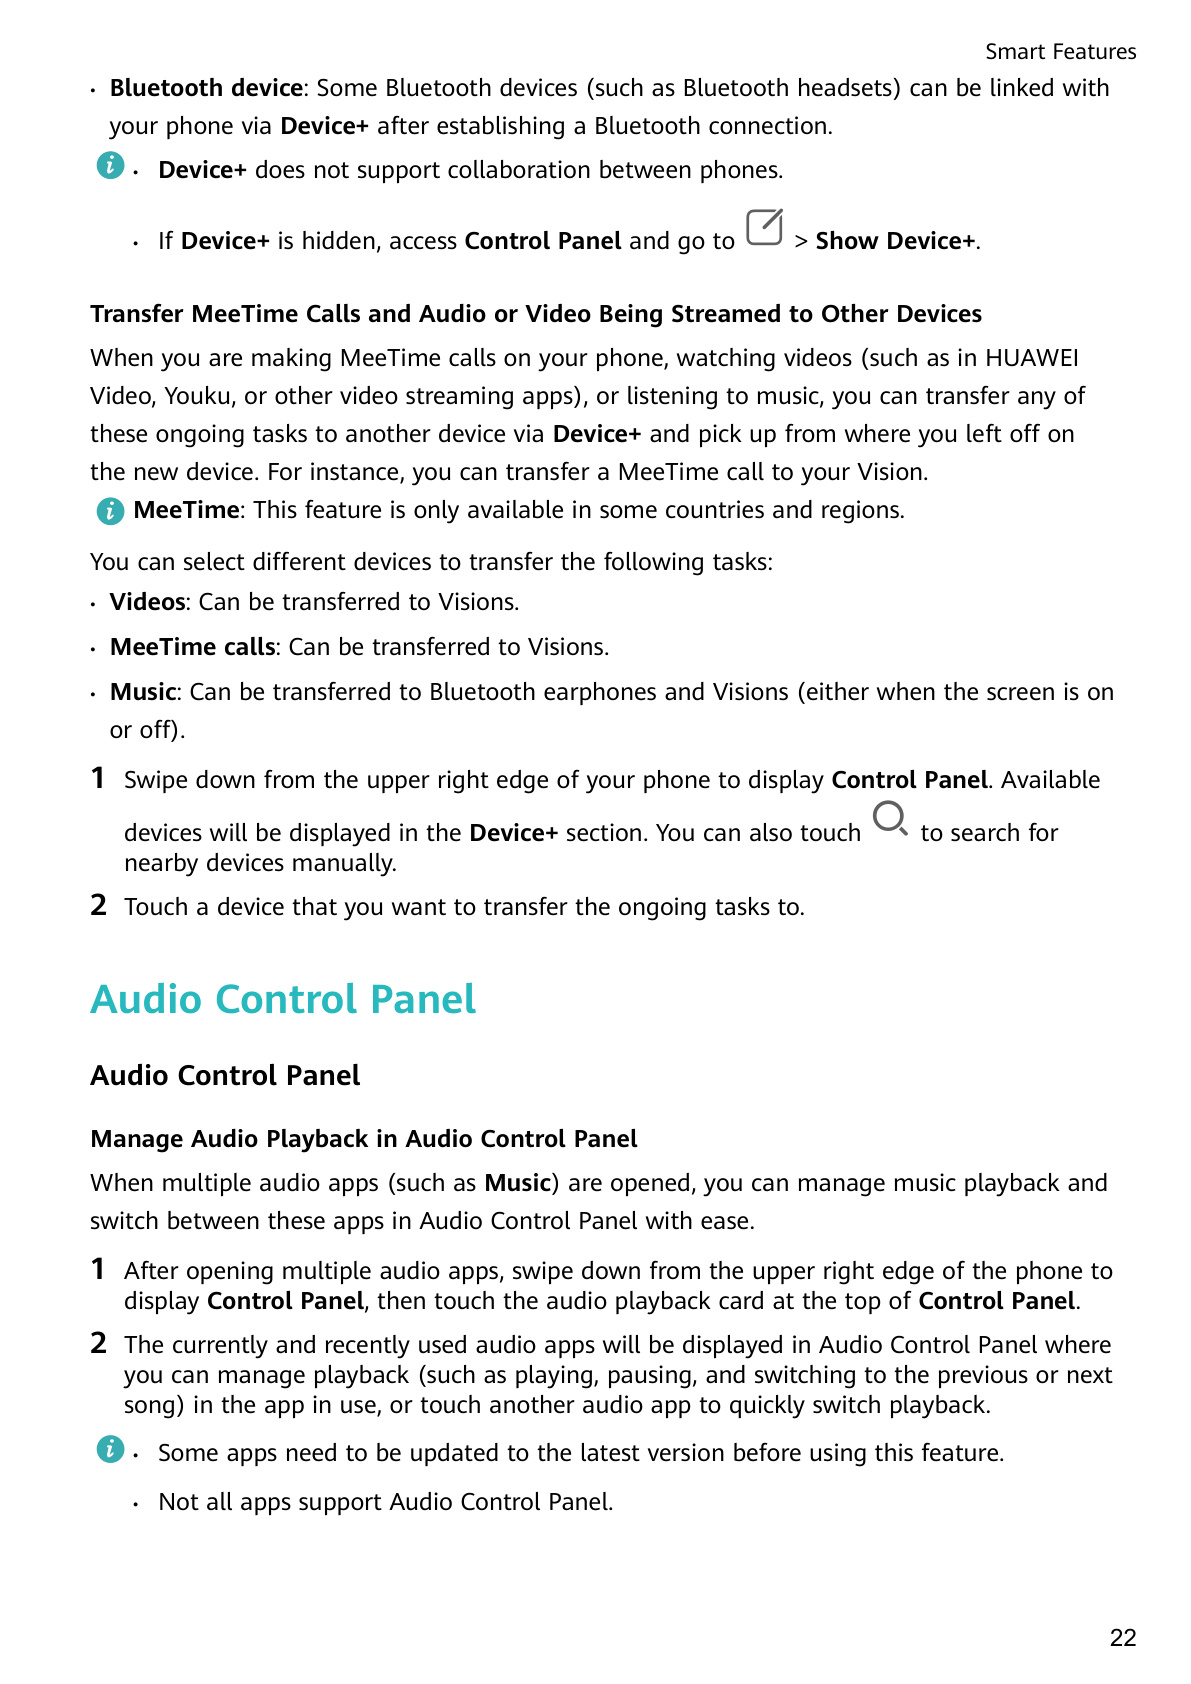 Smart Features
• Bluetooth device: Some Bluetooth devices (such as Bluetooth headsets) can be linked with
your phone via Device+ after establishing a Bluetooth connection.
• Device+ does not support collaboration between phones.
• If Device+ is hidden, access Control Panel and go to > Show Device+.
Transfer MeeTime Calls and Audio or Video Being Streamed to Other Devices
When you are making MeeTime calls on your phone, watching videos (such as in HUAWEI
Video, Youku, or other video streaming apps), or listening to music, you can transfer any of
these ongoing tasks to another device via Device+ and pick up from where you left off on
the new device. For instance, you can transfer a MeeTime call to your Vision.
MeeTime: This feature is only available in some countries and regions.
You can select different devices to transfer the following tasks:
• Videos: Can be transferred to Visions.
• MeeTime calls: Can be transferred to Visions.
• Music: Can be transferred to Bluetooth earphones and Visions (either when the screen is on
or off).
1 Swipe down from the upper right edge of your phone to display Control Panel. Available
devices will be displayed in the Device+ section. You can also touch to search for
nearby devices manually.
2 Touch a device that you want to transfer the ongoing tasks to.
Audio Control Panel
Audio Control Panel
Manage Audio Playback in Audio Control Panel
When multiple audio apps (such as Music) are opened, you can manage music playback and
switch between these apps in Audio Control Panel with ease.
1 After opening multiple audio apps, swipe down from the upper right edge of the phone to
display Control Panel, then touch the audio playback card at the top of Control Panel.
2 The currently and recently used audio apps will be displayed in Audio Control Panel where
you can manage playback (such as playing, pausing, and switching to the previous or next
song) in the app in use, or touch another audio app to quickly switch playback.
• Some apps need to be updated to the latest version before using this feature.
• Not all apps support Audio Control Panel.
22